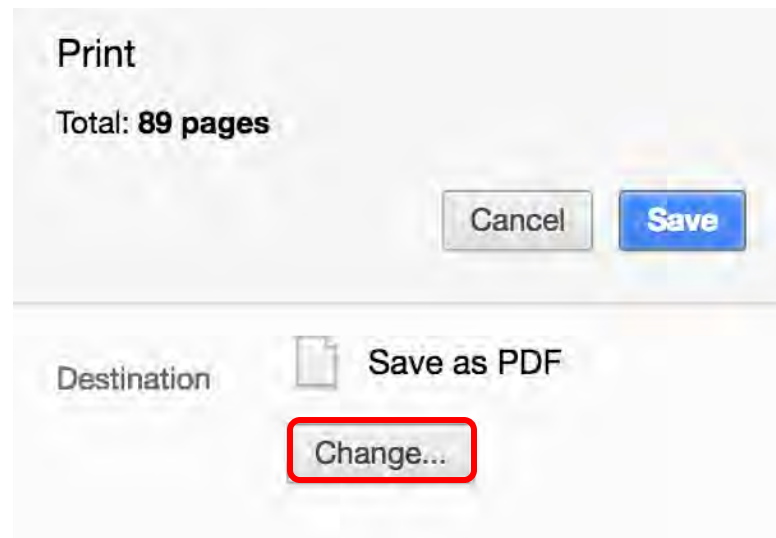 Print
Total: 89 pages
Cancel Save
Destination Save as PDF
Change...